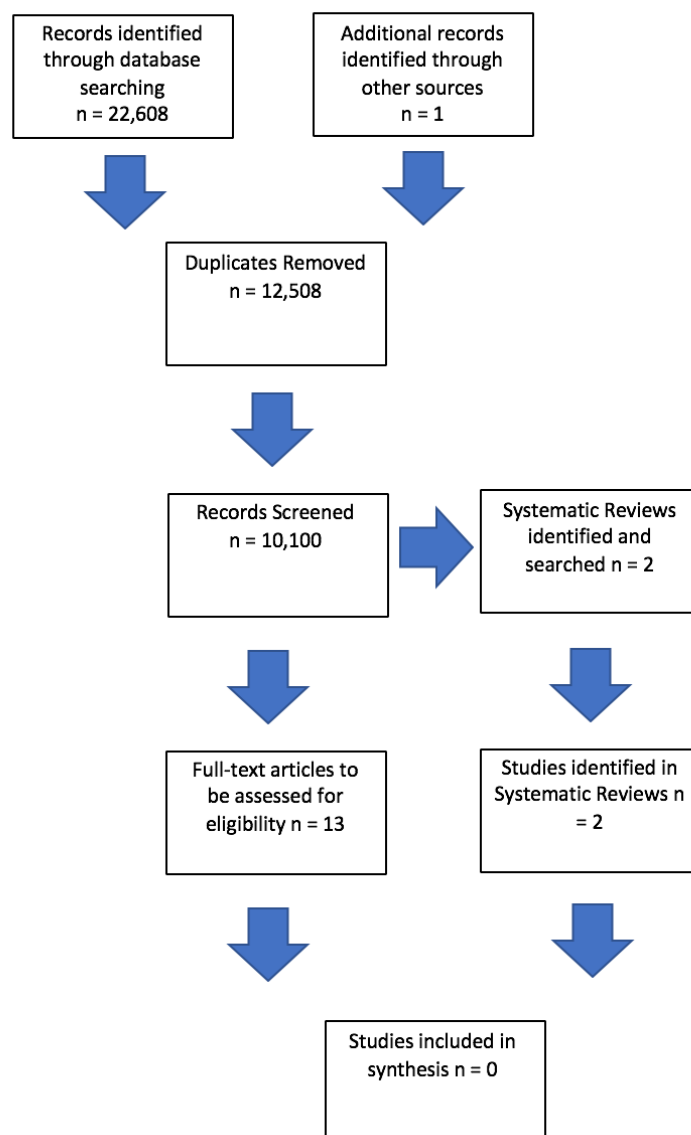 Records identified
through database
searching
n = 22,608
Additional records
identified through
other sources
n = 1
Duplicates Removed
n = 12,508
Records Screened
n = 10,100
Systematic Reviews
identified and
searched n = 2
Full-text articles to
be assessed for
eligibility n = 13
Studies identified in
Systematic Reviews n
= 2
Studies included in
synthesis n = 0